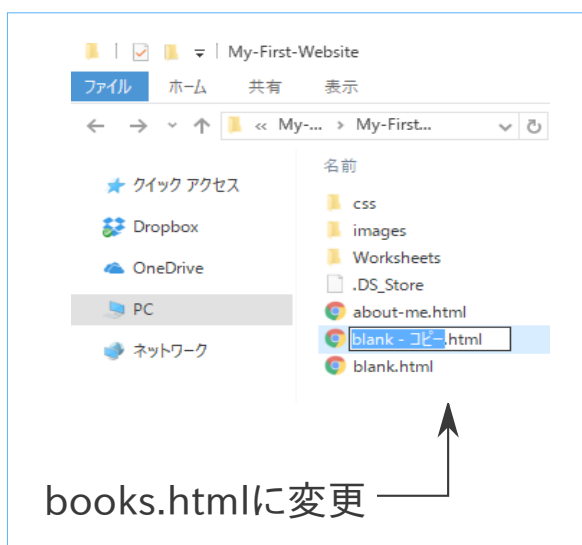 My-First-Website
ファイル ホーム 共有 表示
« My-... › My-First...
名前
クイック アクセス
Dropbox
OneDrive
PC
ネットワーク
css
images
Worksheets
.DS_Store
about-me.html
blank - コピー.html
blank.html
books.htmlに変更